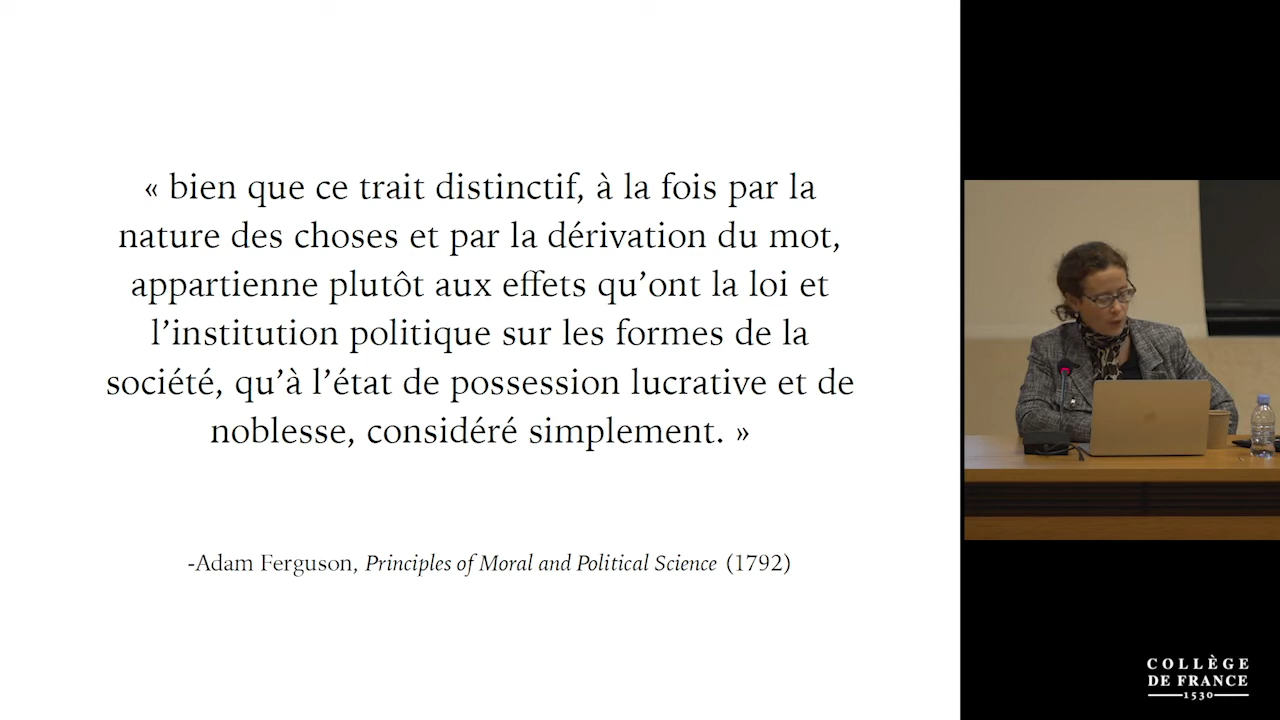 « bien que ce trait distinctif, à la fois par la
nature des choses et par la dérivation du mot,
appartienne plutôt aux effets qu’ont la loi et
l’institution politique sur les formes de la
société, qu’à l’état de possession lucrative et de
noblesse, considéré simplement. »
-Adam Ferguson, Principles of Moral and Political Science (1792)
COLLÈGE
DE FRANCE
1530